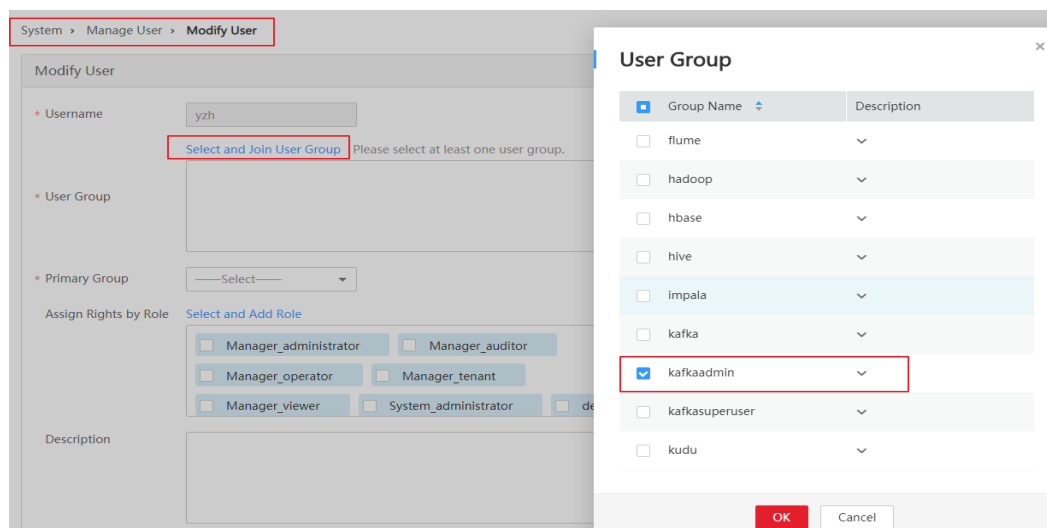 System > Manage User > Modify User
Modify User
* Username
yzh
Select and Join User Group Please select at least one user group.
* User Group
* Primary Group
——Select——
Assign Rights by Role Select and Add Role
Manager_administrator Manager_auditor
Manager_operator Manager_tenant
Manager_viewer System_administrator de
Description
User Group
Group Name Description
flume
hadoop
hbase
hive
impala
kafka
kafkaadmin
kafkasuperuser
kudu
OK Cancel